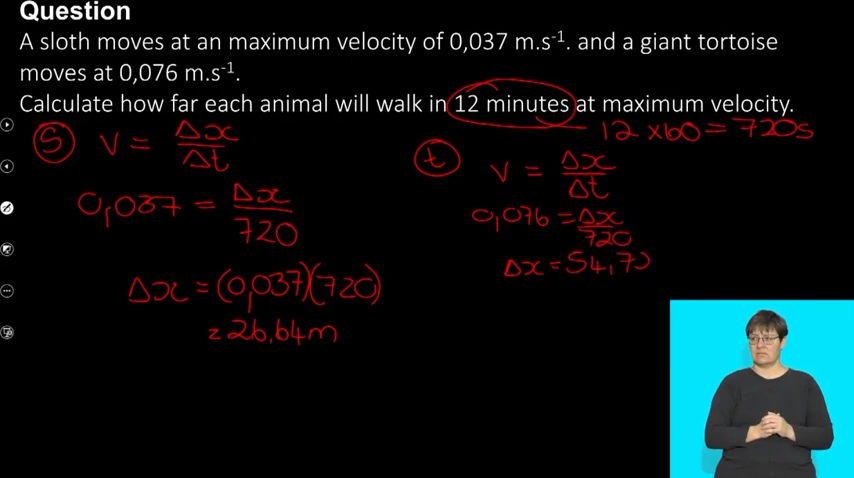 Question
A sloth moves at an maximum velocity of 0,037 m.s⁻¹. and a giant tortoise
moves at 0,076 m.s⁻¹.
Calculate how far each animal will walk in 12 minutes at maximum velocity.
12 × 60 = 720s
S
V = Δx/Δt
0,037 = Δx/720
Δx = (0,037)(720)
= 26,64m
t
V = Δx/Δt
0,076 = Δx/720
Δx = 54,72